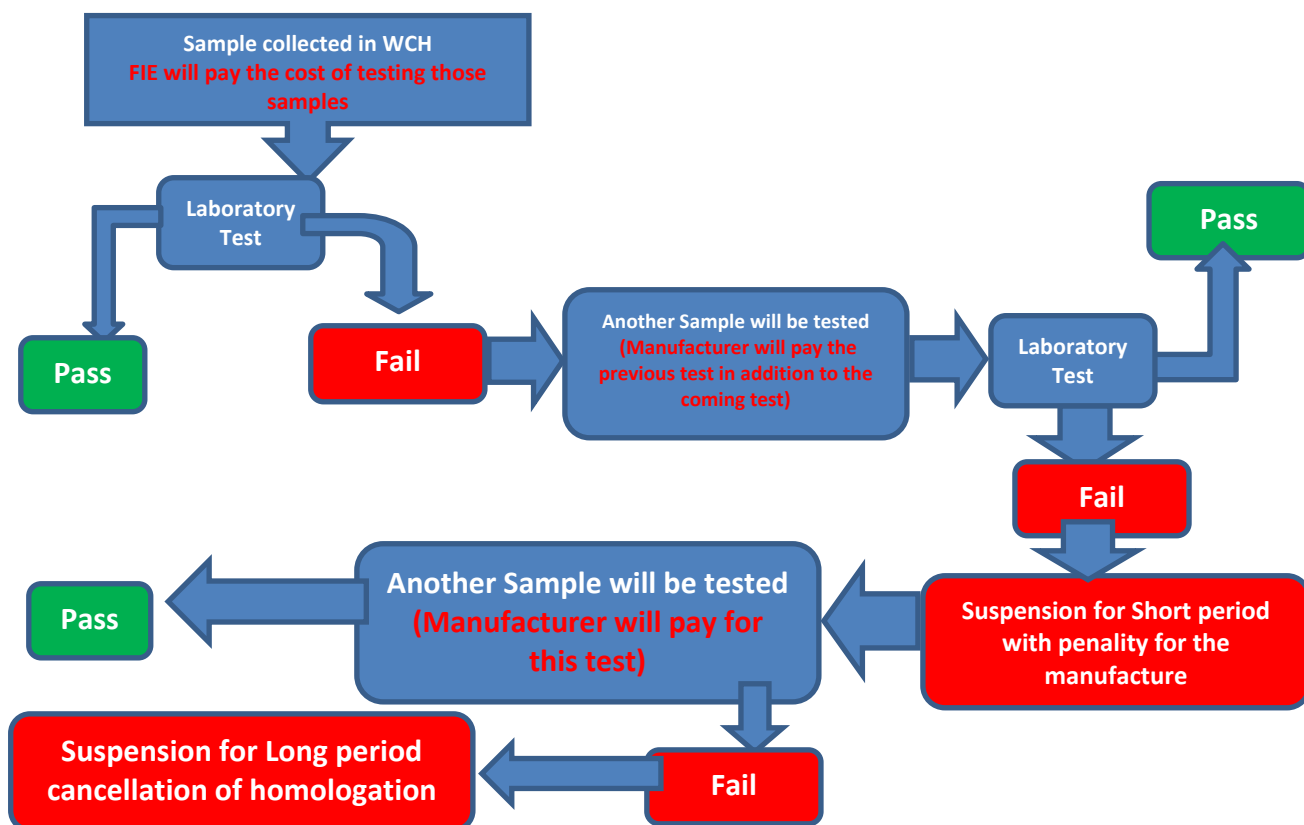 Sample collected in WCH
FIE will pay the cost of testing those
samples
Laboratory
Test
Pass
Fail
Another Sample will be tested
(Manufacturer will pay the
previous test in addition to the
coming test)
Laboratory
Test
Pass
Fail
Suspension for Short period
with penality for the
manufacture
Another Sample will be tested
(Manufacturer will pay for
this test)
Pass
Fail
Suspension for Long period
cancellation of homologation